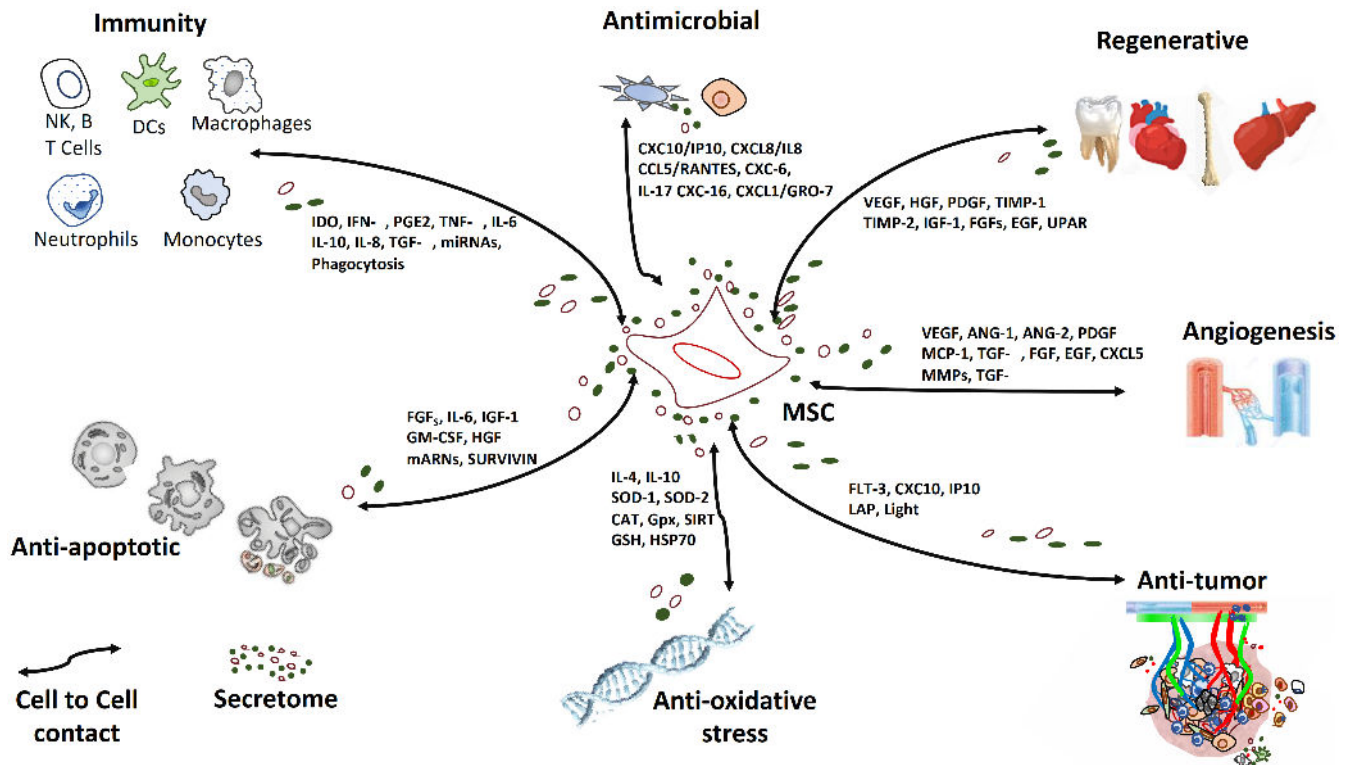 Immunity
NK, B
T Cells
DCs
Macrophages
Neutrophils
Monocytes
IDO, IFN- , PGE2, TNF- , IL-6
IL-10, IL-8, TGF- , miRNAs,
Phagocytosis
Antimicrobial
CXC10/IP10, CXCL8/IL8
CCL5/RANTES, CXC-6,
IL-17 CXC-16, CXCL1/GRO-7
Regenerative
VEGF, HGF, PDGF, TIMP-1
TIMP-2, IGF-1, FGFs, EGF, UPAR
VEGF, ANG-1, ANG-2, PDGF
MCP-1, TGF- , FGF, EGF, CXCL5
MMPs, TGF-
Angiogenesis
MSC
FGFs, IL-6, IGF-1
GM-CSF, HGF
mARNs, SURVIVIN
Anti-apoptotic
IL-4, IL-10
SOD-1, SOD-2
CAT, Gpx, SIRT
GSH, HSP70
Anti-oxidative
stress
FLT-3, CXC10, IP10
LAP, Light
Anti-tumor
Cell to Cell
contact
Secretome